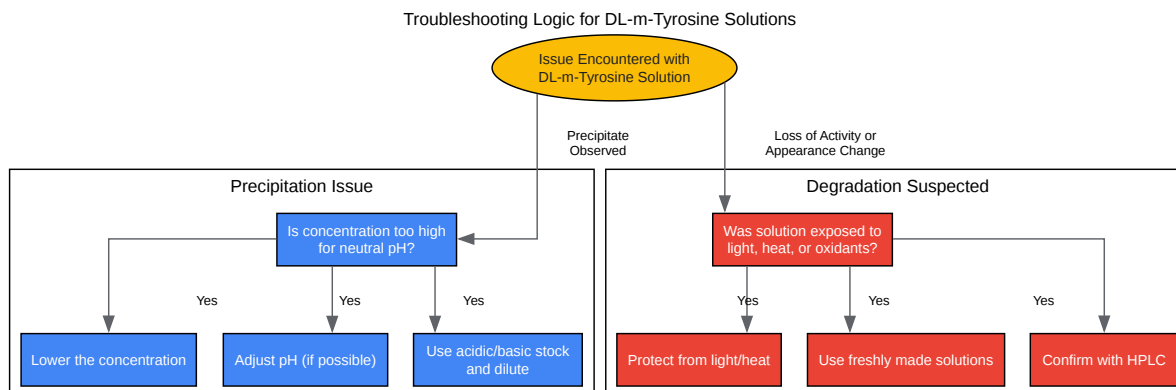 Troubleshooting Logic for DL-m-Tyrosine Solutions
Issue Encountered with
DL-m-Tyrosine Solution
Precipitate
Observed
Loss of Activity or
Appearance Change
Precipitation Issue
Is concentration too high
for neutral pH?
Yes
Yes
Yes
Lower the concentration
Adjust pH (if possible)
Use acidic/basic stock
and dilute
Degradation Suspected
Was solution exposed to
light, heat, or oxidants?
Yes
Yes
Yes
Protect from light/heat
Use freshly made solutions
Confirm with HPLC